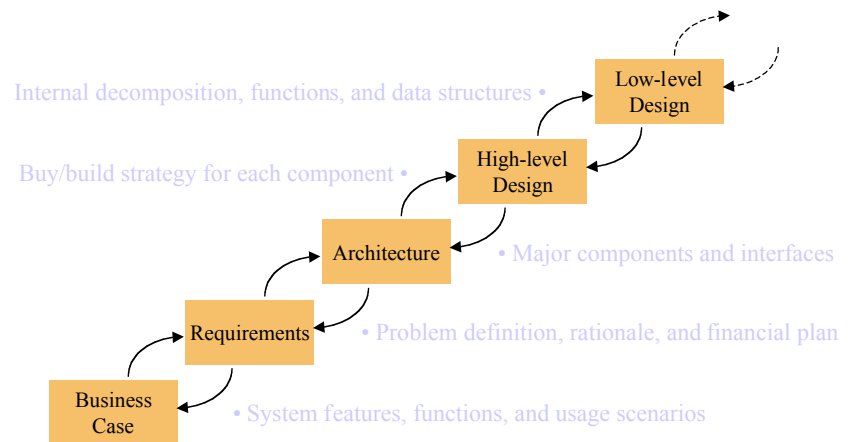 Low-level
Design
Internal decomposition, functions, and data structures •
High-level
Design
Buy/build strategy for each component •
Architecture
• Major components and interfaces
Requirements
• Problem definition, rationale, and financial plan
Business
Case
• System features, functions, and usage scenarios